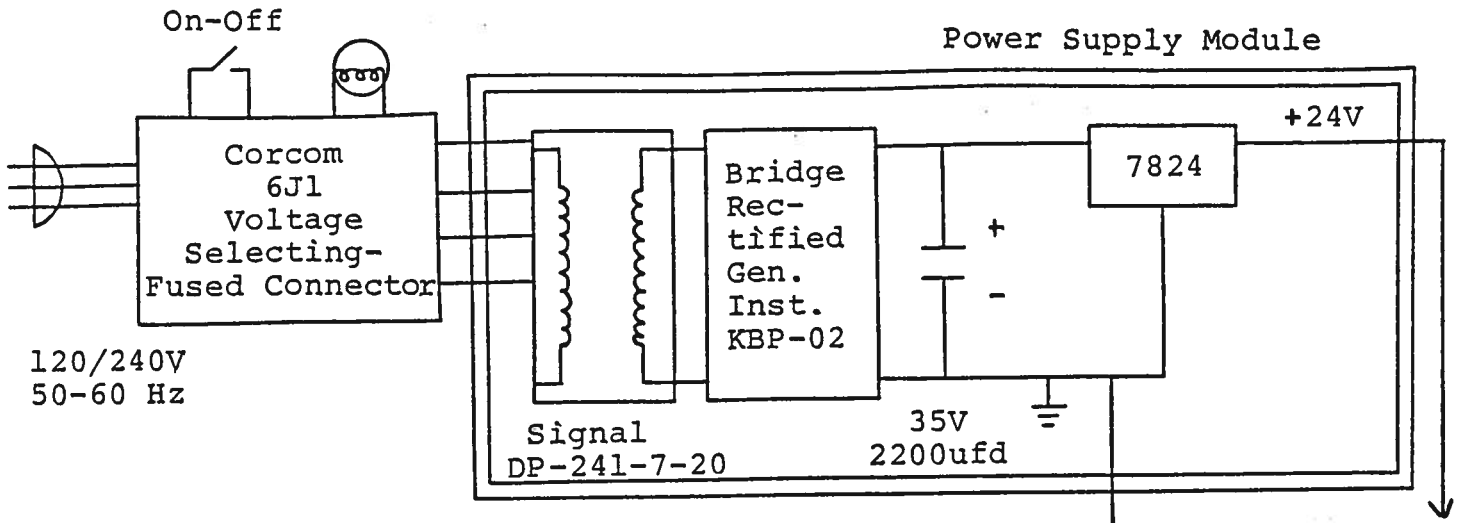 On-Off
Power Supply Module
+24V
Corcom
6J1
Voltage
Selecting-
Fused Connector
Bridge
Rec-
tified
Gen.
Inst.
KBP-02
7824
+
-
120/240V
50-60 Hz
Signal
DP-241-7-20
35V
2200ufd